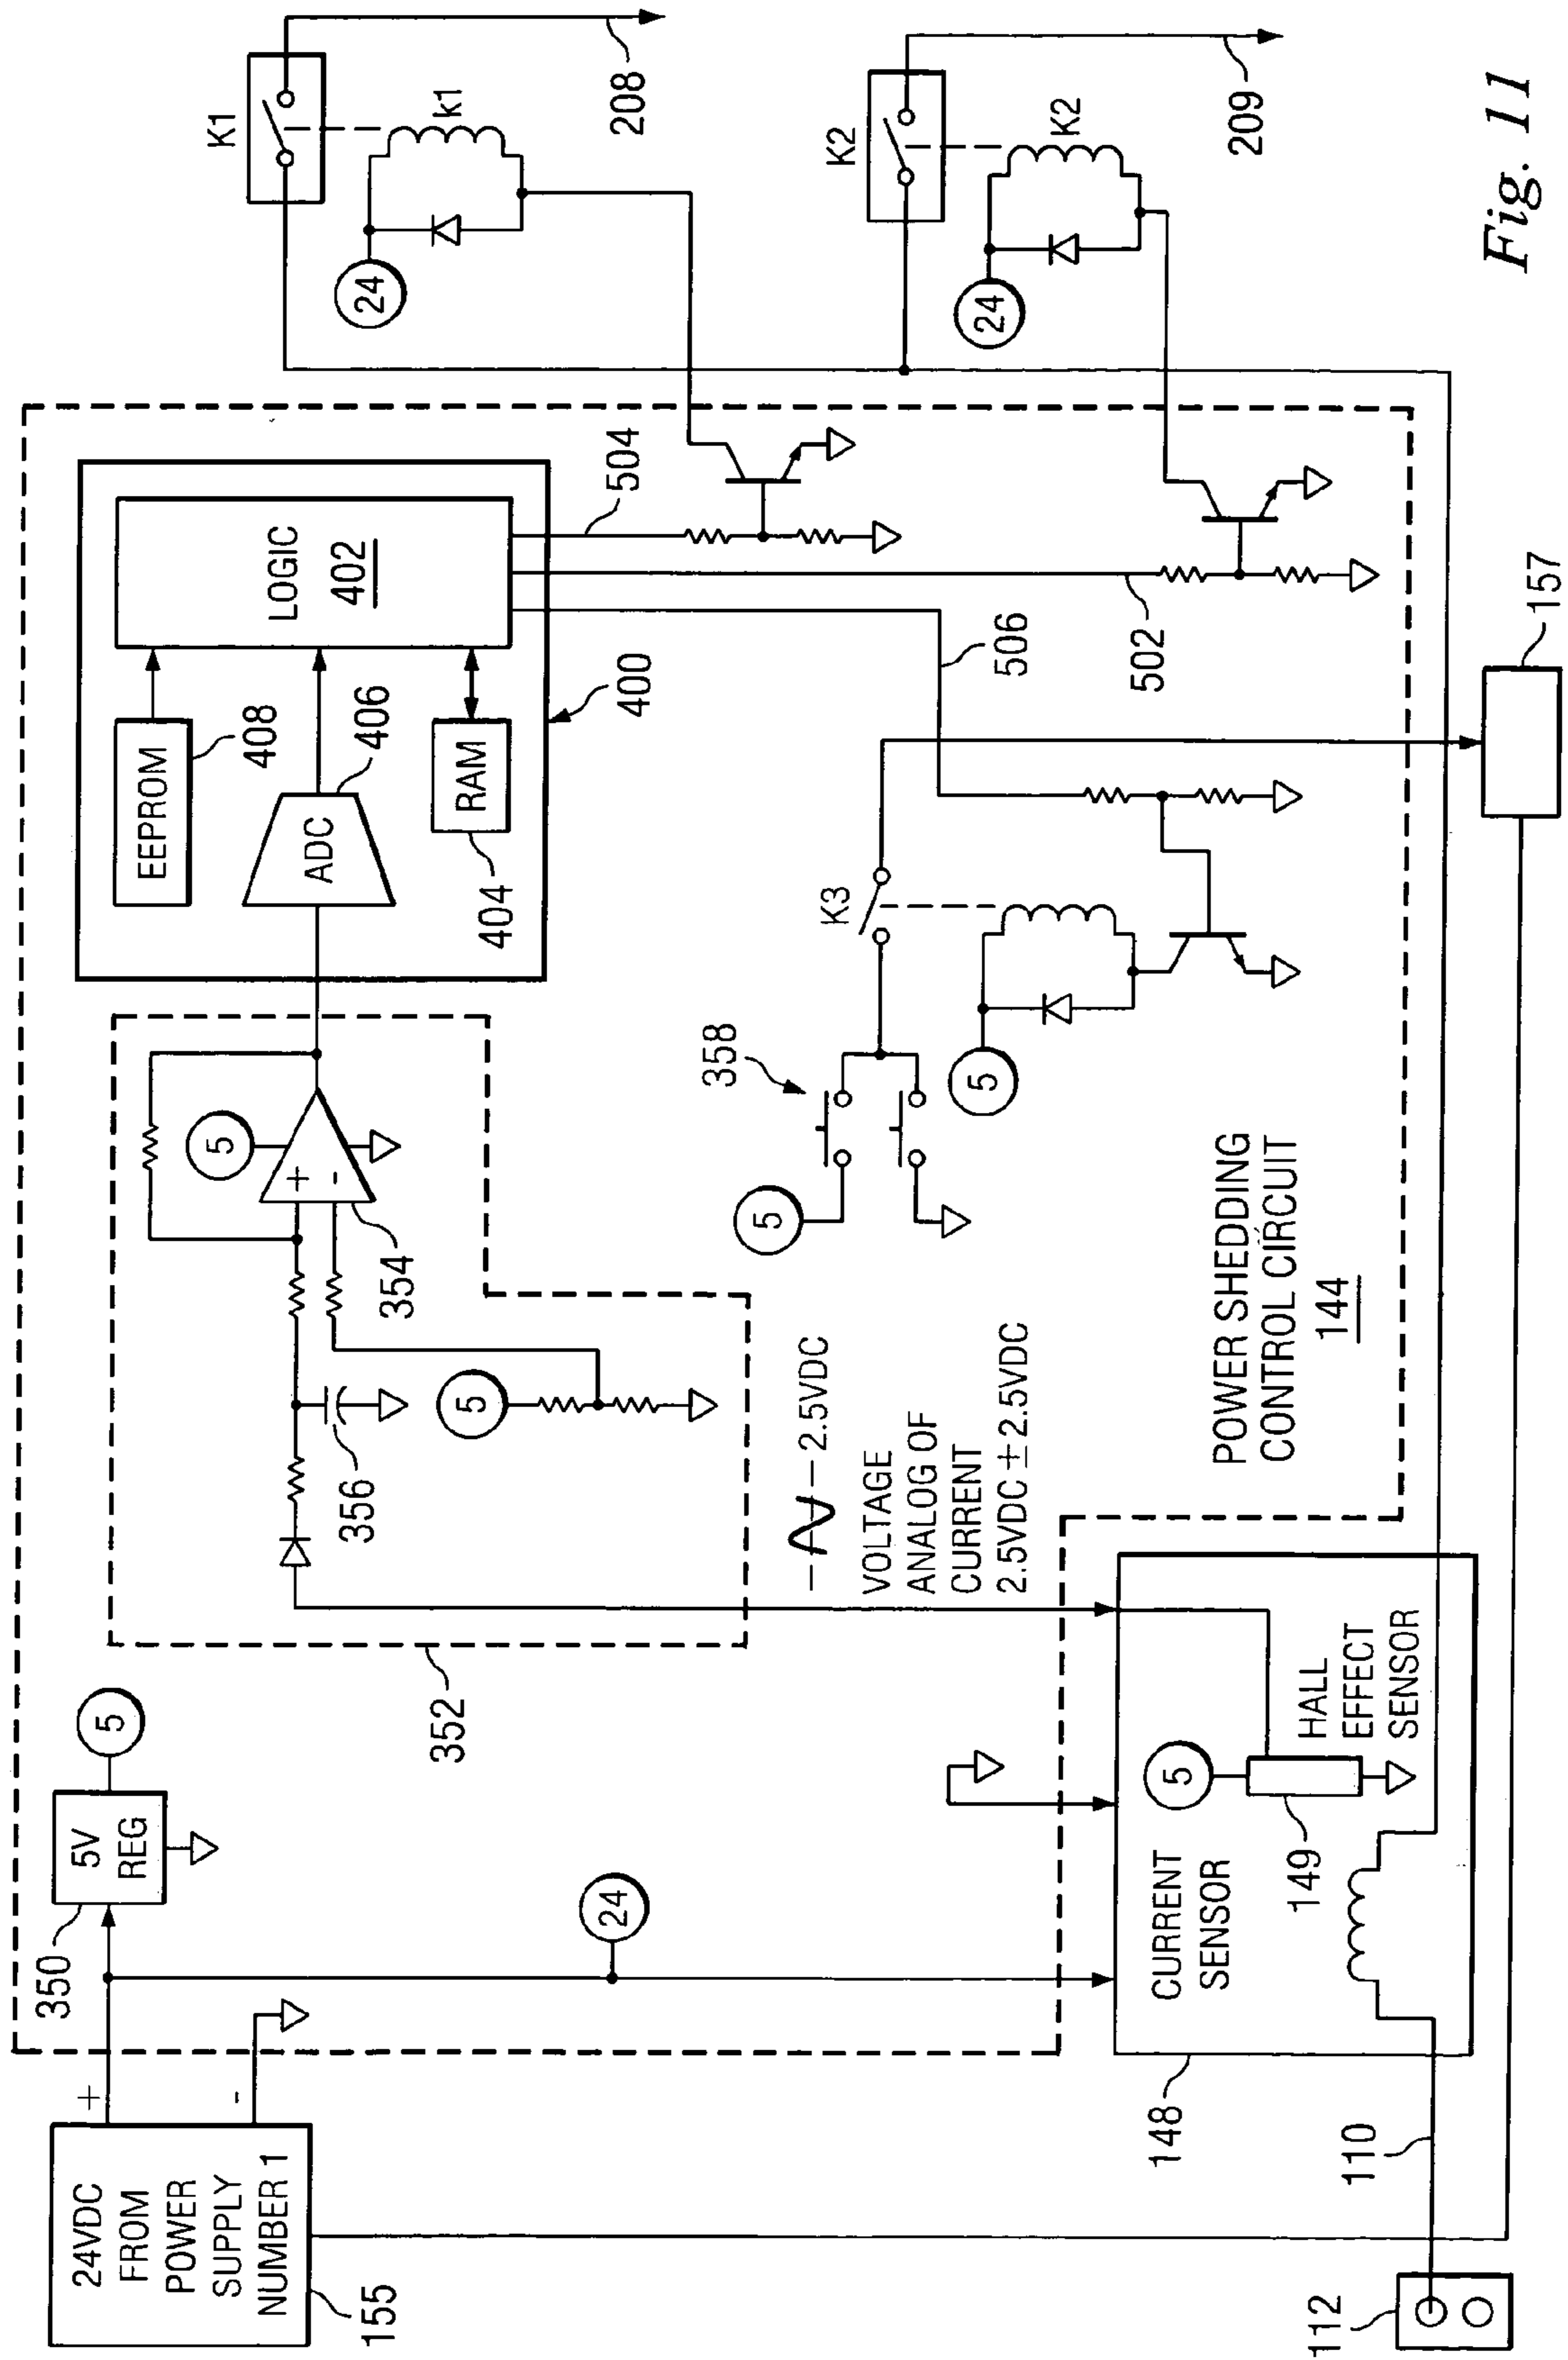 24VDC
FROM
POWER
SUPPLY
NUMBER 1
+
-
155
350
5V
REG
5
24
352
356
354
5
+
-
5
EEPROM
408
ADC
406
RAM
404
LOGIC
402
400
504
506
502
K1
k1
24
208
K2
K2
24
209
358
5
K3
5
2.5VDC
VOLTAGE
ANALOG OF
CURRENT
2.5VDC ± 2.5VDC
POWER SHEDDING
CONTROL CIRCUIT
144
CURRENT
SENSOR
5
149
HALL
EFFECT
SENSOR
148
110
112
157
Fig. 11